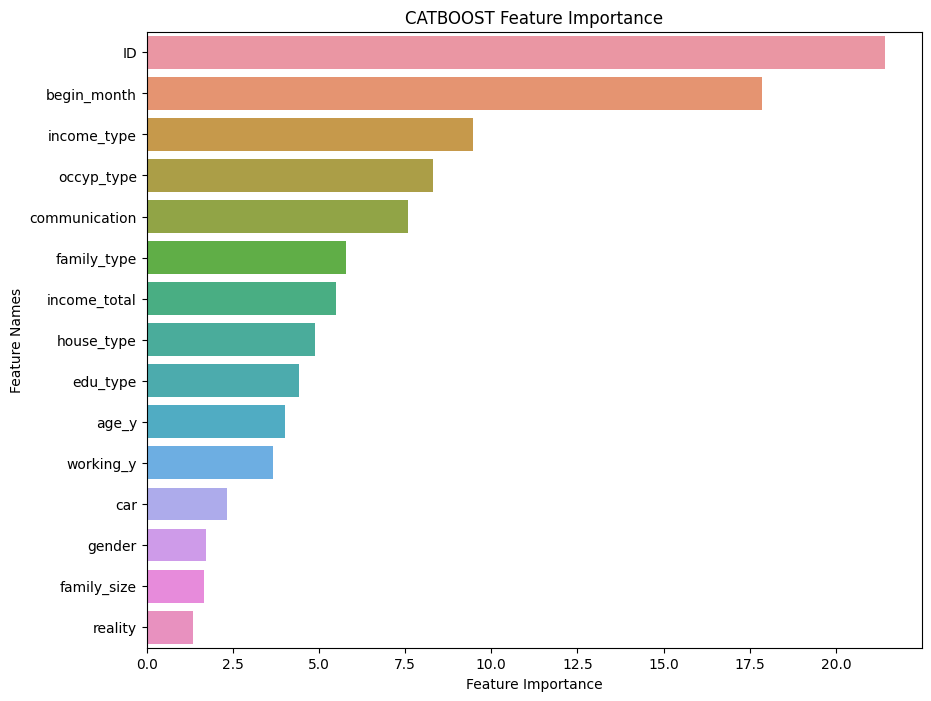 CATBOOST Feature Importance
ID
begin_month
income_type
occyp_type
communication
family_type
income_total
house_type
edu_type
age_y
working_y
car
gender
family_size
reality
Feature Names
0.0 2.5 5.0 7.5 10.0 12.5 15.0 17.5 20.0
Feature Importance